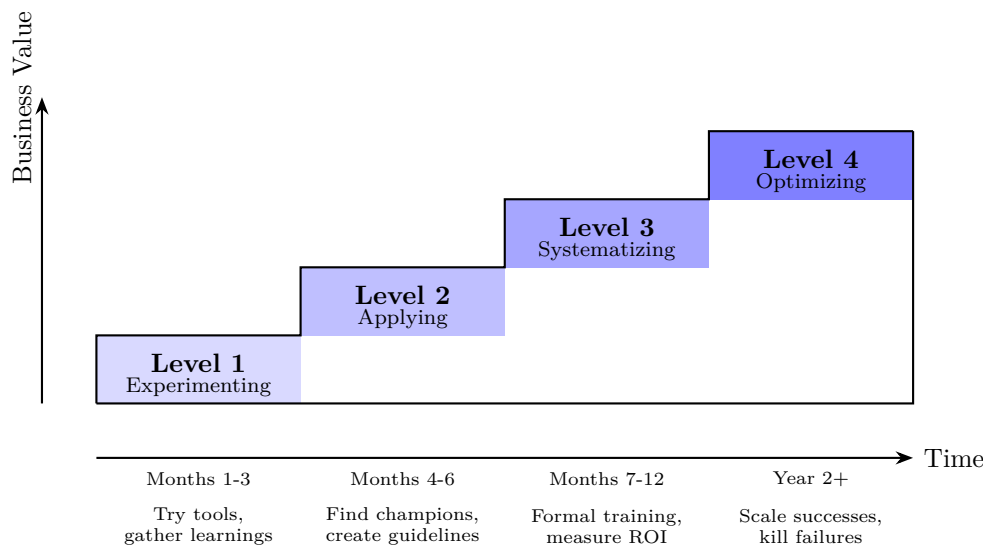 Business Value
Level 4
Optimizing
Level 3
Systematizing
Level 2
Applying
Level 1
Experimenting
Time
Months 1-3
Months 4-6
Months 7-12
Year 2+
Try tools,
gather learnings
Find champions,
create guidelines
Formal training,
measure ROI
Scale successes,
kill failures